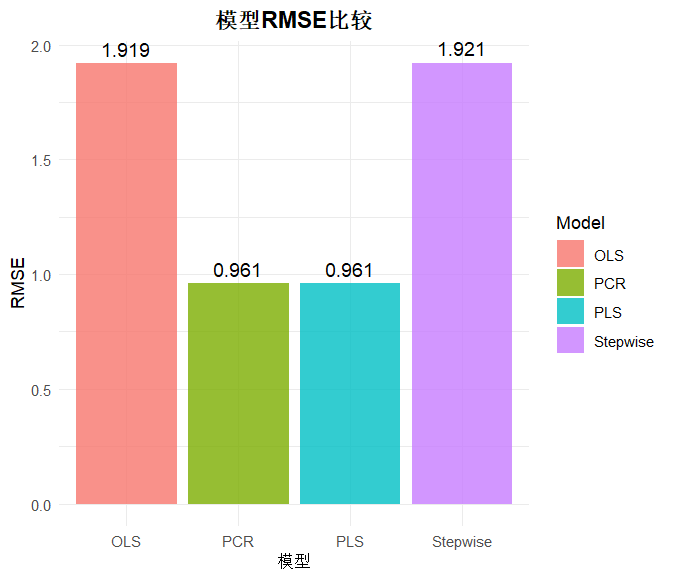 模型RMSE比较
RMSE
2.0
1.5
1.0
0.5
0.0
1.919
0.961
0.961
1.921
OLS
PCR
PLS
Stepwise
模型
Model
OLS
PCR
PLS
Stepwise